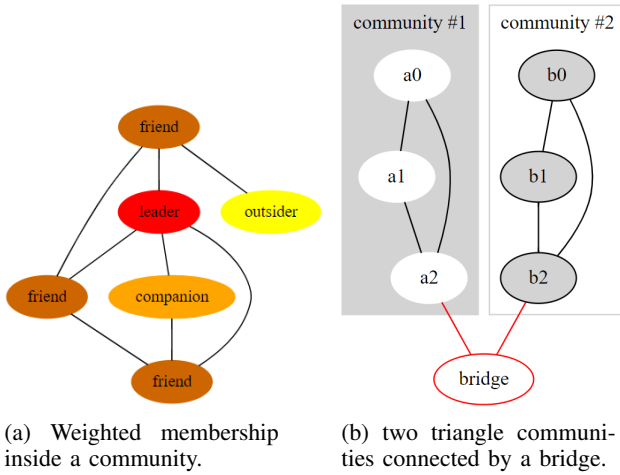 community #1
community #2
a0
b0
friend
a1
b1
leader
outsider
a2
b2
friend
companion
friend
bridge
(a) Weighted membership
inside a community.
(b) two triangle communi-
ties connected by a bridge.